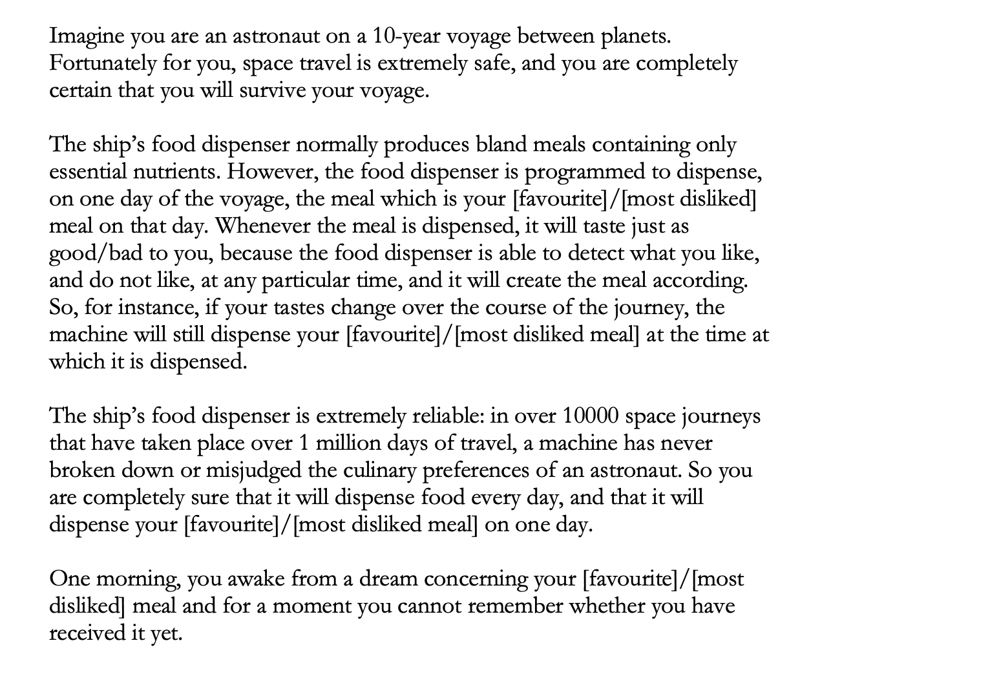 Imagine you are an astronaut on a 10-year voyage between planets.
Fortunately for you, space travel is extremely safe, and you are completely
certain that you will survive your voyage.
The ship’s food dispenser normally produces bland meals containing only
essential nutrients. However, the food dispenser is programmed to dispense,
on one day of the voyage, the meal which is your [favourite]/[most disliked]
meal on that day. Whenever the meal is dispensed, it will taste just as
good/bad to you, because the food dispenser is able to detect what you like,
and do not like, at any particular time, and it will create the meal according.
So, for instance, if your tastes change over the course of the journey, the
machine will still dispense your [favourite]/[most disliked meal] at the time at
which it is dispensed.
The ship’s food dispenser is extremely reliable: in over 10000 space journeys
that have taken place over 1 million days of travel, a machine has never
broken down or misjudged the culinary preferences of an astronaut. So you
are completely sure that it will dispense food every day, and that it will
dispense your [favourite]/[most disliked meal] on one day.
One morning, you awake from a dream concerning your [favourite]/[most
disliked] meal and for a moment you cannot remember whether you have
received it yet.